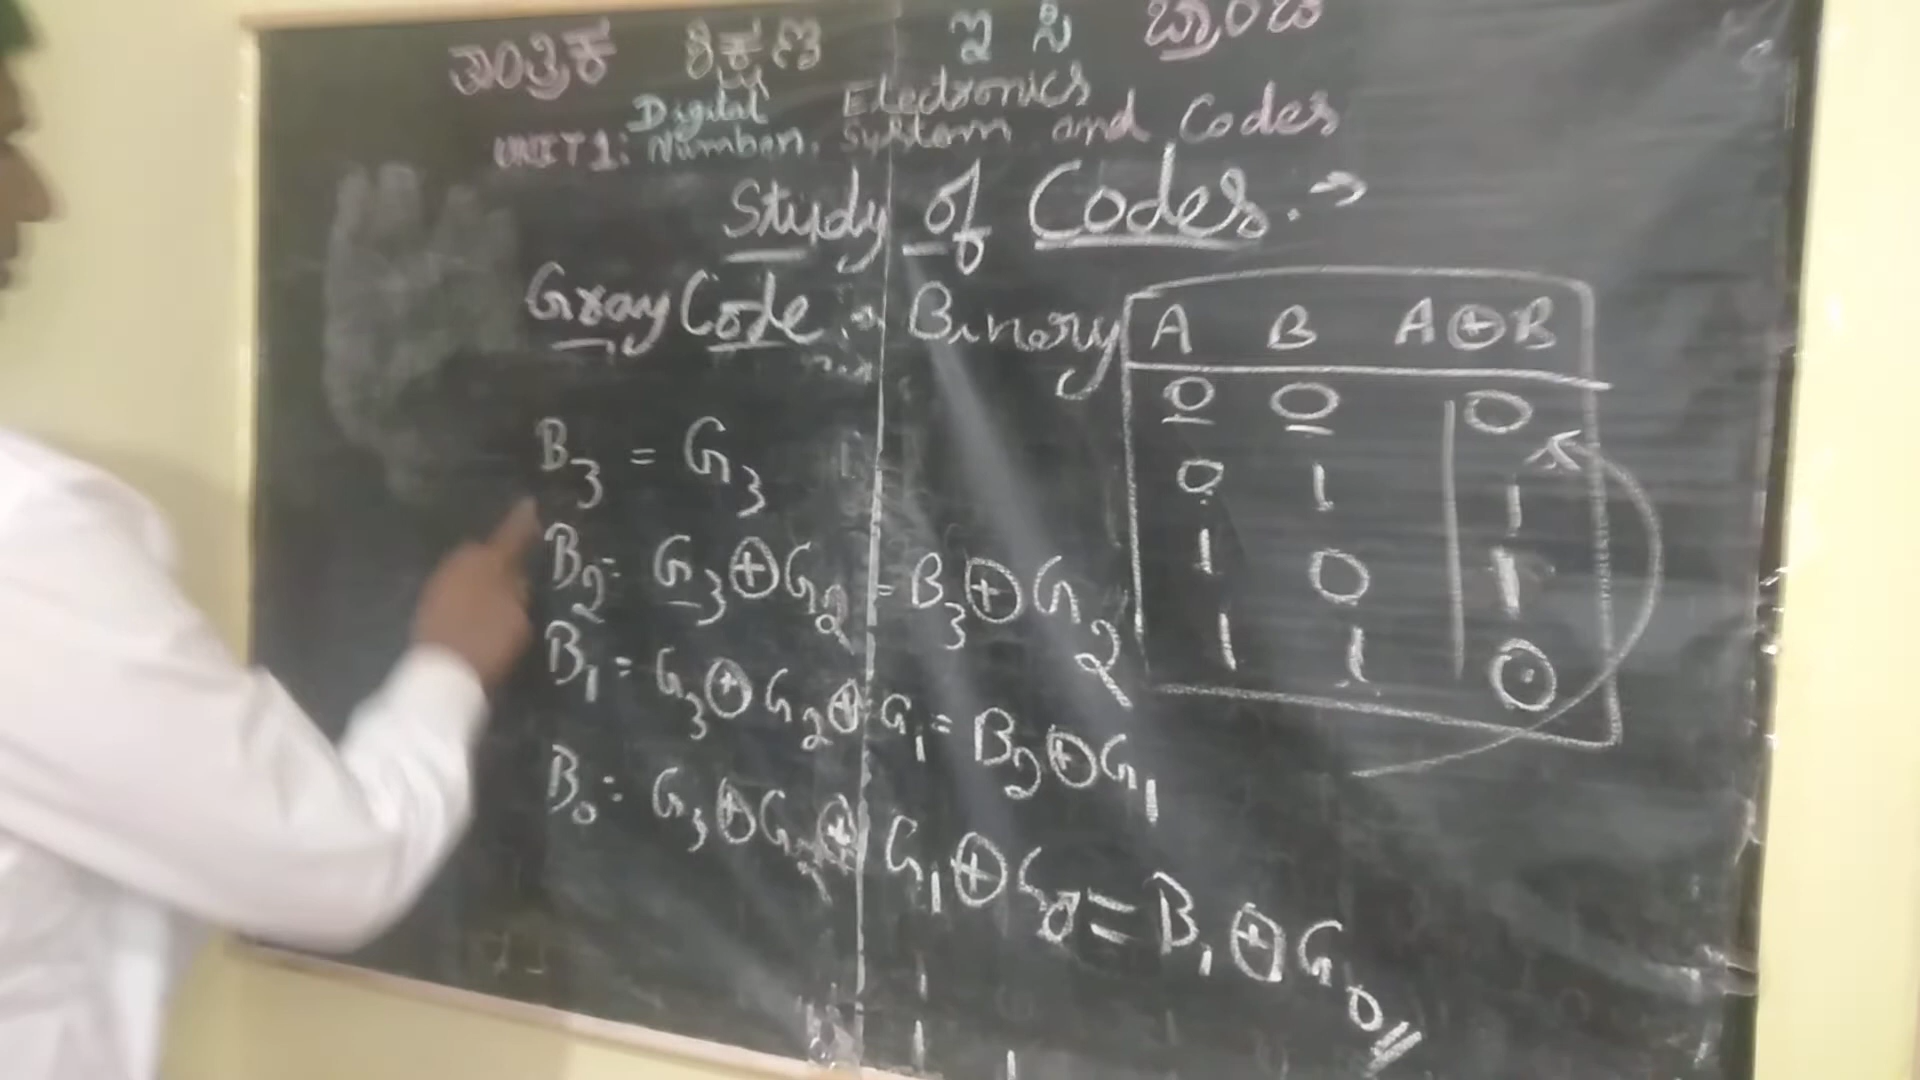 ತಾಂತ್ರಿಕ ಶಿಕ್ಷಣ ಇ ಸಿ ಬ್ರಾಂಚ
Digital Electronics
UNIT 1: Number System and Codes
Study of Codes. →
Gray Code → Binary
A B A⊕B
0 0 0
0 1 1
1 0 1
1 1 0
B3 = G3
B2 = G3⊕G2 = B3⊕G2
B1 = G3⊕G2⊕G1 = B2⊕G1
B0 = G3⊕G2⊕G1⊕G0 = B1⊕G0//